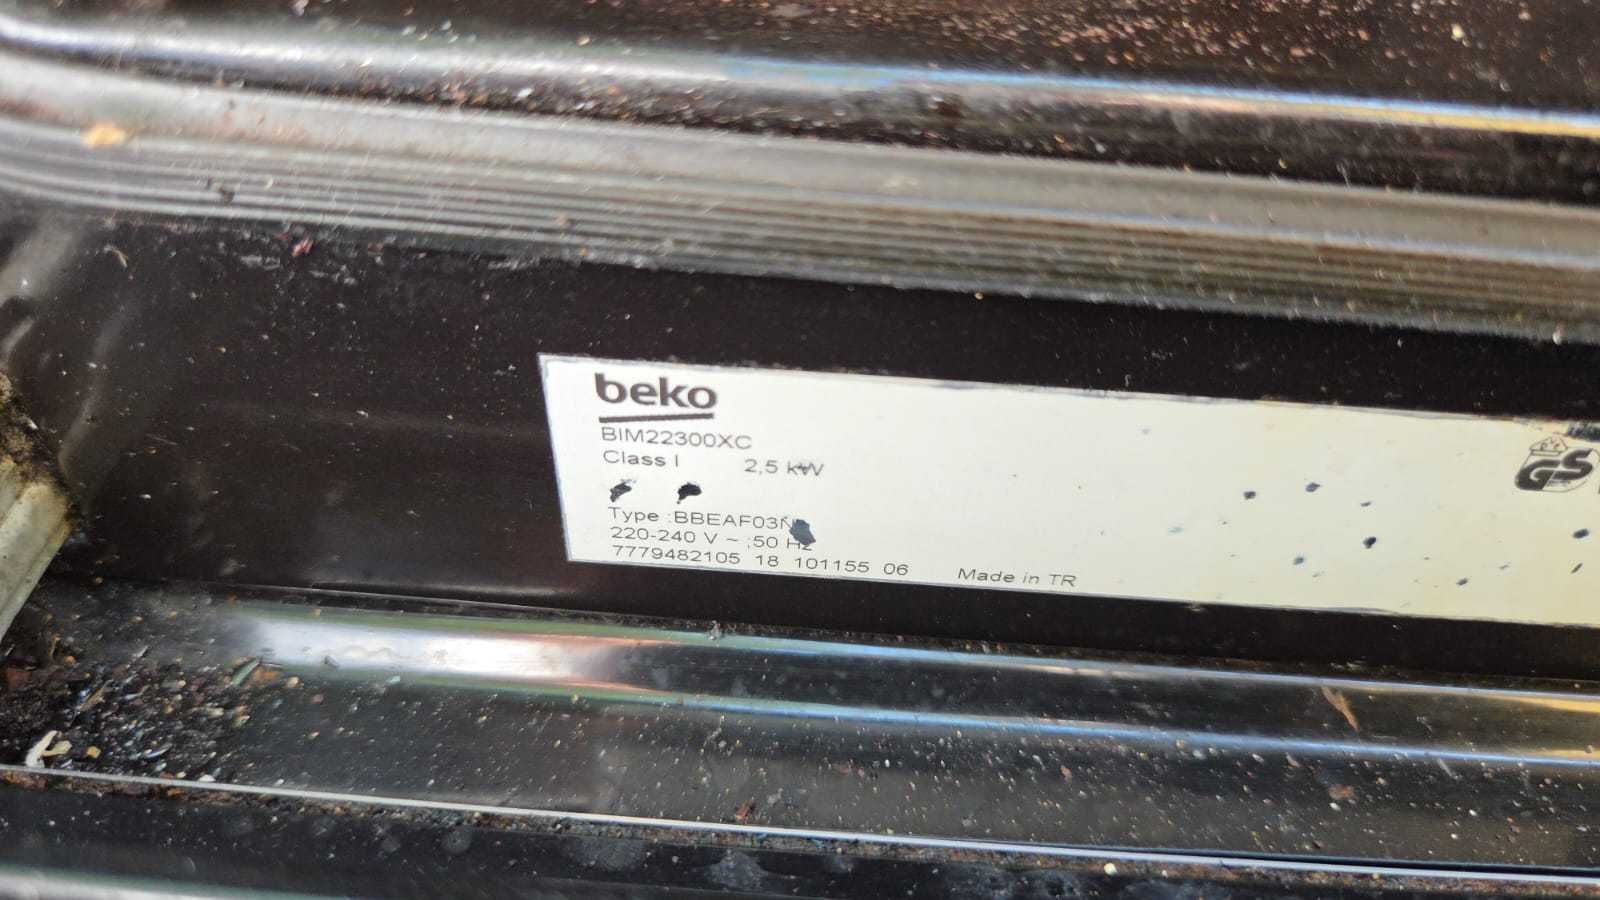 beko
BIM22300XC
Class I 2,5 kW
Type :BBEAF03N
220-240 V ~ ;50 Hz
7779482105 18 101155 06 Made in TR
GS